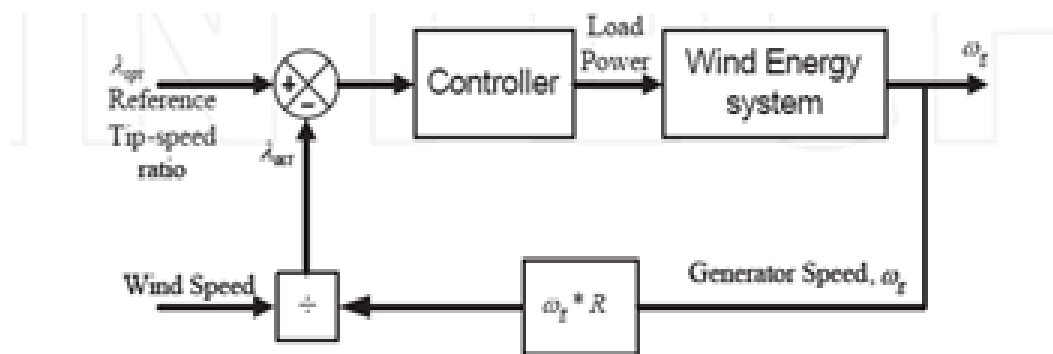 λopt
Reference
Tip-speed
ratio
+
−
λact
Controller
Load
Power
Wind Energy
system
ωr
Wind Speed
÷
ωr * R
Generator Speed, ωr